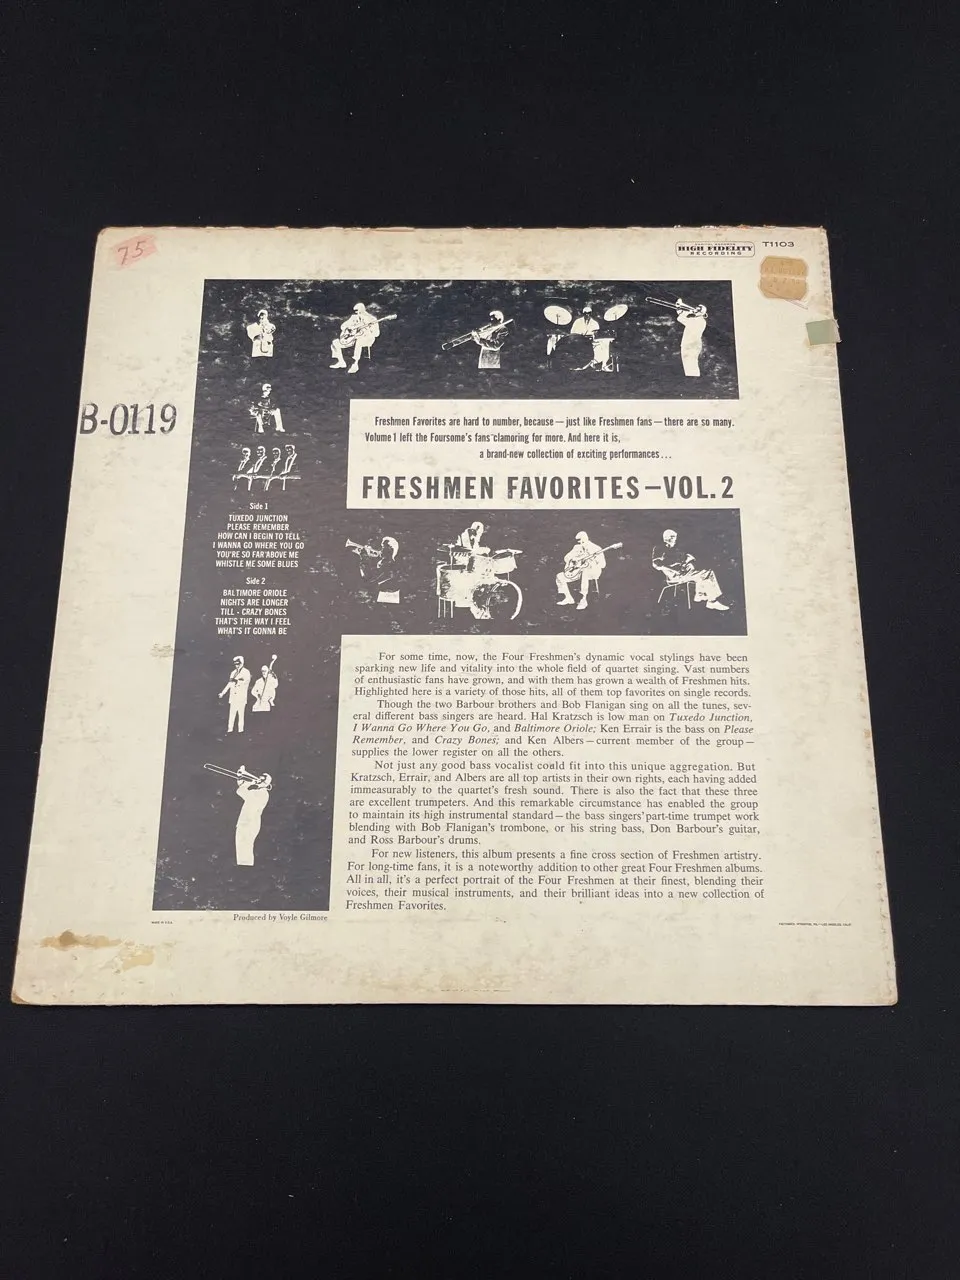 75
HIGH FIDELITY
RECORDING
T1103
B-0119
Freshmen Favorites are hard to number, because — just like Freshmen fans — there are so many.
Volume 1 left the Foursome's fans clamoring for more. And here it is,
a brand-new collection of exciting performances...
FRESHMEN FAVORITES—VOL. 2
Side 1
TUXEDO JUNCTION
PLEASE REMEMBER
HOW CAN I BEGIN TO TELL
I WANNA GO WHERE YOU GO
YOU'RE SO FAR ABOVE ME
WHISTLE ME SOME BLUES
Side 2
BALTIMORE ORIOLE
NIGHTS ARE LONGER
TILL • CRAZY BONES
THAT'S THE WAY I FEEL
WHAT'S IT GONNA BE
For some time, now, the Four Freshmen's dynamic vocal stylings have been
sparking new life and vitality into the whole field of quartet singing. Vast numbers
of enthusiastic fans have grown, and with them has grown a wealth of Freshmen hits.
Highlighted here is a variety of those hits, all of them top favorites on single records.
Though the two Barbour brothers and Bob Flanigan sing on all the tunes, sev-
eral different bass singers are heard. Hal Kratzsch is low man on Tuxedo Junction,
I Wanna Go Where You Go, and Baltimore Oriole; Ken Errair is the bass on Please
Remember, and Crazy Bones; and Ken Albers — current member of the group —
supplies the lower register on all the others.
Not just any good bass vocalist could fit into this unique aggregation. But
Kratzsch, Errair, and Albers are all top artists in their own rights, each having added
immeasurably to the quartet's fresh sound. There is also the fact that these three
are excellent trumpeters. And this remarkable circumstance has enabled the group
to maintain its high instrumental standard — the bass singers' part-time trumpet work
blending with Bob Flanigan's trombone, or his string bass, Don Barbour's guitar,
and Ross Barbour's drums.
For new listeners, this album presents a fine cross section of Freshmen artistry.
For long-time fans, it is a noteworthy addition to other great Four Freshmen albums.
All in all, it's a perfect portrait of the Four Freshmen at their finest, blending their
voices, their musical instruments, and their brilliant ideas into a new collection of
Freshmen Favorites.
Produced by Voyle Gilmore
MADE IN U.S.A.